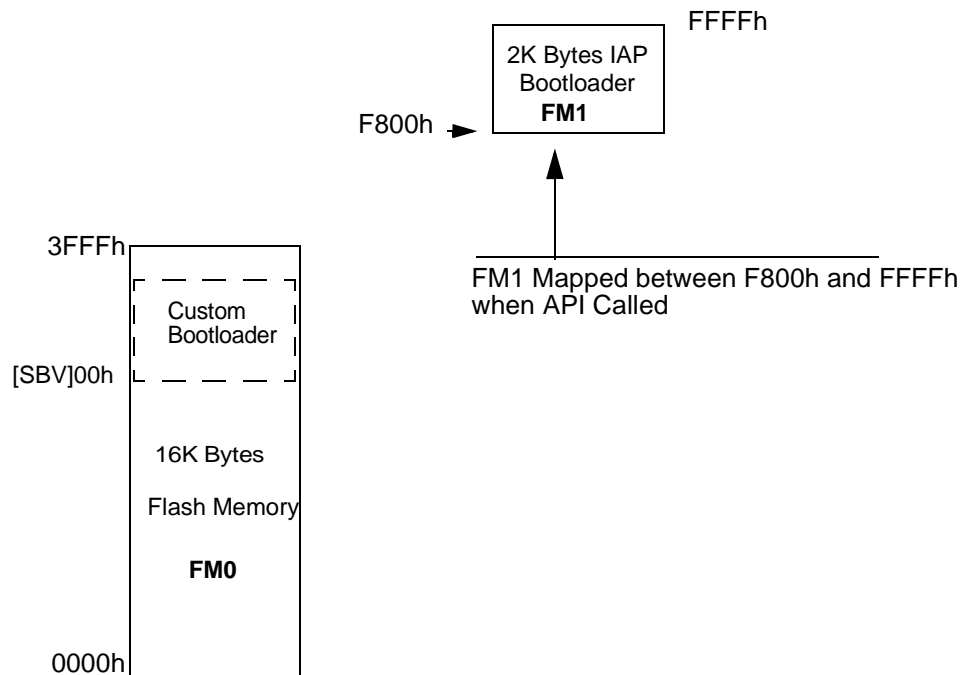 FFFFh
2K Bytes IAP
Bootloader
FM1
F800h
3FFFh
FM1 Mapped between F800h and FFFFh
when API Called
Custom
Bootloader
[SBV]00h
16K Bytes
Flash Memory
FM0
0000h